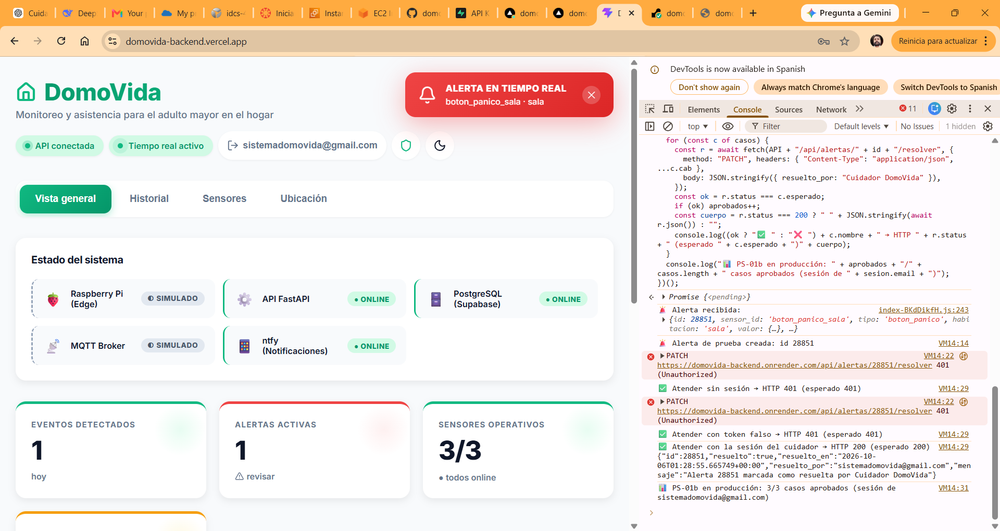 Cuida
Deep
Your
My p
idcs-
Inicia
Insta
EC2 I
dom
API K
dom
dom
D
dom
dom
Pregunta a Gemini
domovida-backend.vercel.app
Reinicia para actualizar
DomoVida
Monitoreo y asistencia para el adulto mayor en el hogar
ALERTA EN TIEMPO REAL
boton_panico_sala · sala
API conectada
Tiempo real activo
sistemadomovida@gmail.com
Vista general
Historial
Sensores
Ubicación
Estado del sistema
Raspberry Pi
(Edge)
SIMULADO
API FastAPI
ONLINE
PostgreSQL
(Supabase)
ONLINE
MQTT Broker
SIMULADO
ntfy
(Notificaciones)
ONLINE
EVENTOS DETECTADOS
1
hoy
ALERTAS ACTIVAS
1
⚠ revisar
SENSORES OPERATIVOS
3/3
● todos online
DevTools is now available in Spanish
Don't show again
Always match Chrome's language
Switch DevTools to Spanish
Elements
Console
Sources
Network
11
top
Filter
Default levels
No Issues
1 hidden
for (const c of casos) {
const r = await fetch(API + "/api/alertas/" + id + "/resolver", {
method: "PATCH", headers: { "Content-Type": "application/json",
...c.cab },
body: JSON.stringify({ resuelto_por: "Cuidador DomoVida" }),
});
const ok = r.status === c.esperado;
if (ok) aprobados++;
const cuerpo = r.status === 200 ? " " + JSON.stringify(await
r.json()) : "";
console.log((ok ? "✅ " : "❌ ") + c.nombre + " → HTTP " + r.status
+ " (esperado " + c.esperado + ")" + cuerpo);
}
console.log("📊 PS-01b en producción: " + aprobados + "/" +
casos.length + " casos aprobados (sesión de " + sesion.email + ")");
})();
Promise {<pending>}
🚨 Alerta recibida: index-BKdDikfH.js:243
{id: 28851, sensor_id: 'boton_panico_sala', tipo: 'boton_panico', habi
tacion: 'sala', valor: {…}, …}
🚨 Alerta de prueba creada: id 28851 VM14:14
PATCH VM14:22
https://domovida-backend.onrender.com/api/alertas/28851/resolver 401
(Unauthorized)
✅ Atender sin sesión → HTTP 401 (esperado 401) VM14:29
PATCH VM14:22
https://domovida-backend.onrender.com/api/alertas/28851/resolver 401
(Unauthorized)
✅ Atender con token falso → HTTP 401 (esperado 401) VM14:29
✅ Atender con la sesión del cuidador → HTTP 200 (esperado 200) VM14:29
{"id":28851,"resuelto":true,"resuelto_en":"2026-10-
06T01:28:55.665749+00:00","resuelto_por":"sistemadomovida@gmail.com","men
saje":"Alerta 28851 marcada como resuelta por Cuidador DomoVida"}
📊 PS-01b en producción: 3/3 casos aprobados (sesión de VM14:31
sistemadomovida@gmail.com)